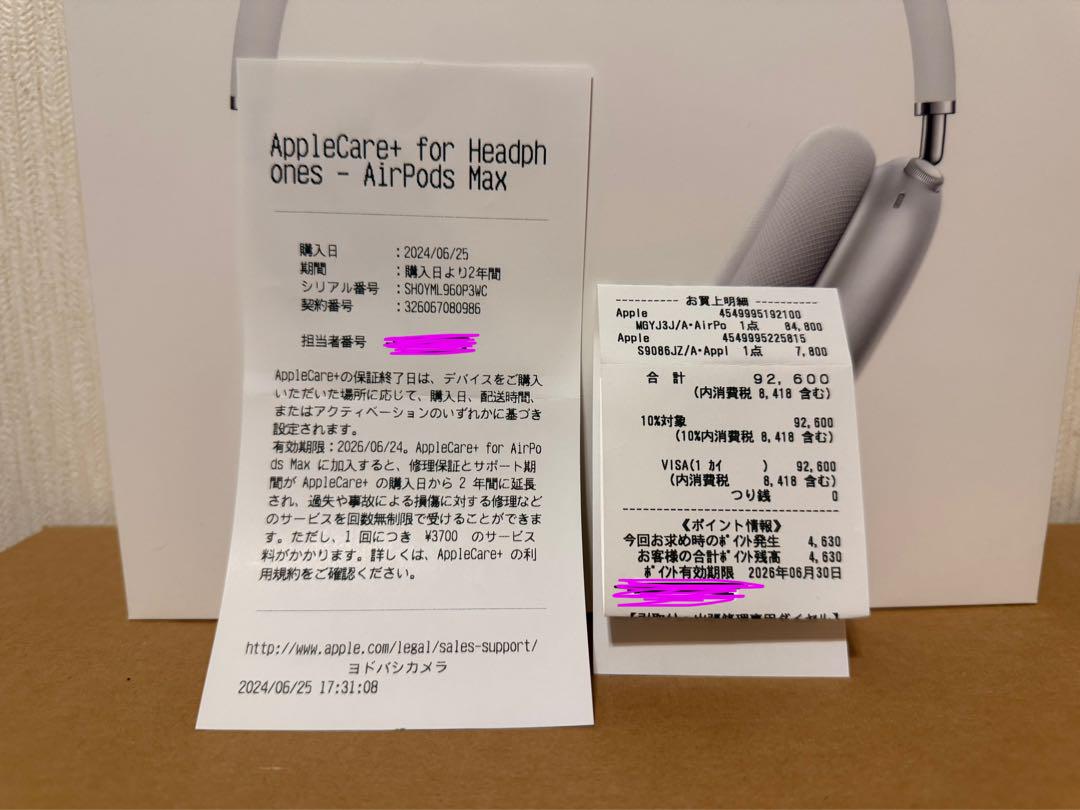 AppleCare+ for Headph
ones - AirPods Max
購入日 :2024/06/25
期間 :購入日より2年間
シリアル番号 :SH0YML960P3WC
契約番号 :326067080986
担当者番号
AppleCare+の保証終了日は、デバイスをご購入
いただいた場所に応じて、購入日、配送時間、
またはアクティベーションのいずれかに基づき
設定されます。
有効期限:2026/06/24。AppleCare+ for AirPo
ds Max に加入すると、修理保証とサポート期
間が AppleCare+ の購入日から 2 年間に延長
され、過失や事故による損傷に対する修理など
のサービスを回数無制限で受けることができま
す。ただし、1 回につき ¥3700 のサービス
料がかかります。詳しくは、AppleCare+ の利
用規約をご確認ください。
http://www.apple.com/legal/sales-support/
ヨドバシカメラ
2024/06/25 17:31:08
お買上明細
Apple 4549995192100
MGYJ3J/A・AirPo 1点 84,800
Apple 4549995225815
S9086JZ/A・Appl 1点 7,800
合 計 92,600
(内消費税 8,418 含む)
10%対象 92,600
(10%内消費税 8,418 含む)
VISA(1 カイ ) 92,600
(内消費税 8,418 含む)
つり銭 0
《ポイント情報》
今回お求め時のポイント発生 4,630
お客様の合計ポイント残高 4,630
ポイント有効期限 2026年06月30日